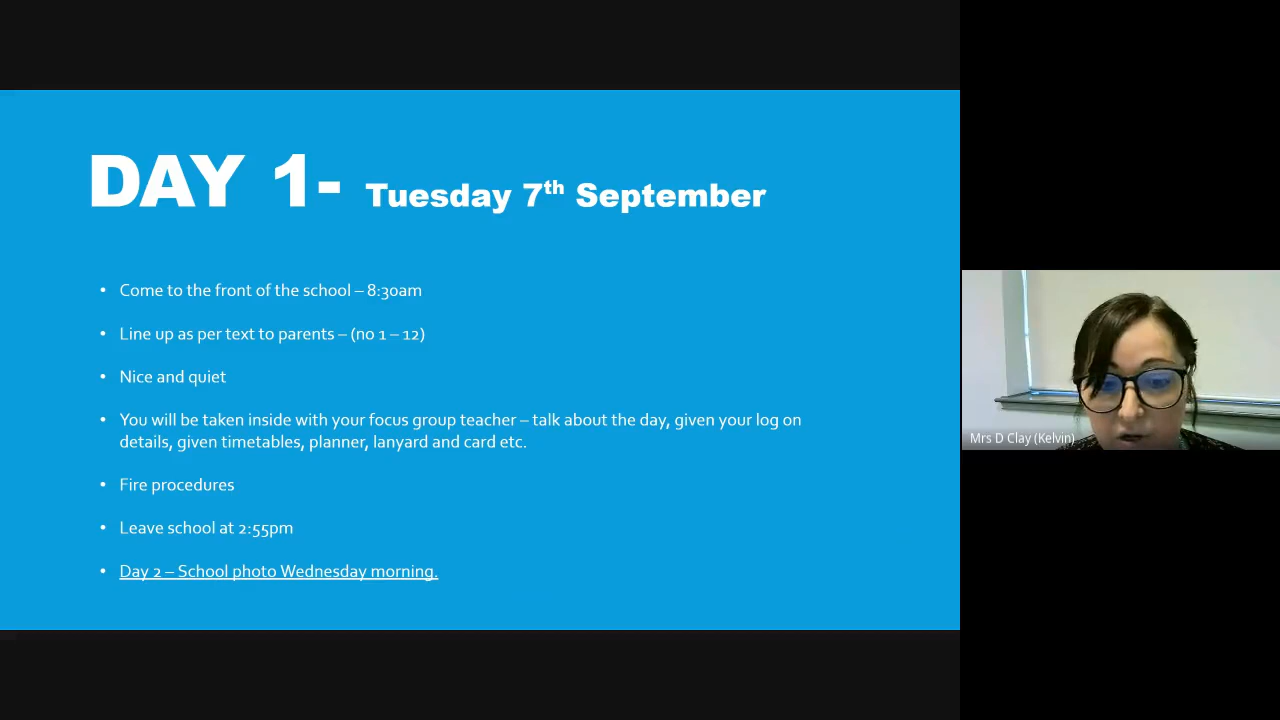 DAY 1- Tuesday 7th September
• Come to the front of the school – 8:30am
• Line up as per text to parents – (no 1 – 12)
• Nice and quiet
• You will be taken inside with your focus group teacher – talk about the day, given your log on
details, given timetables, planner, lanyard and card etc.
• Fire procedures
• Leave school at 2:55pm
• Day 2 – School photo Wednesday morning.
Mrs D Clay (Kelvin)